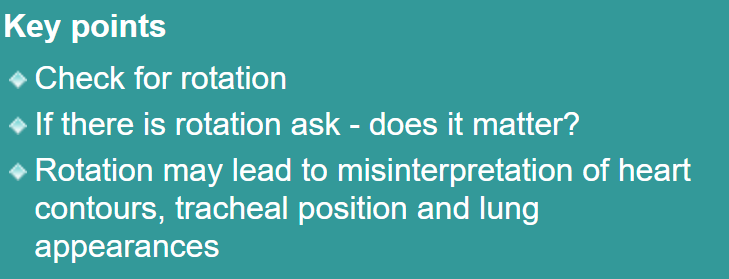 Key points
Check for rotation
If there is rotation ask - does it matter?
Rotation may lead to misinterpretation of heart
contours, tracheal position and lung
appearances